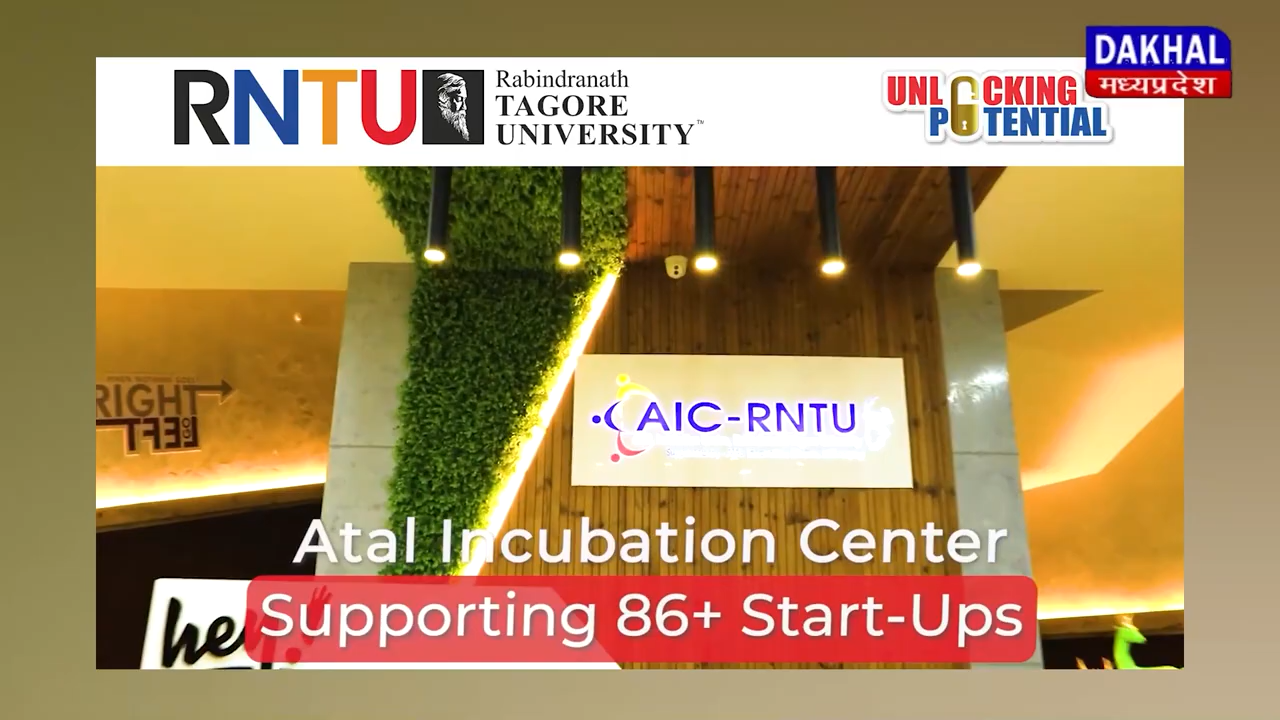 RNTU
Rabindranath
TAGORE
UNIVERSITY™
UNLOCKING
POTENTIAL
DAKHAL
मध्यप्रदेश
RIGHT
GO
LEFT
AIC-RNTU
Atal Incubation Center
Supporting 86+ Start-Ups